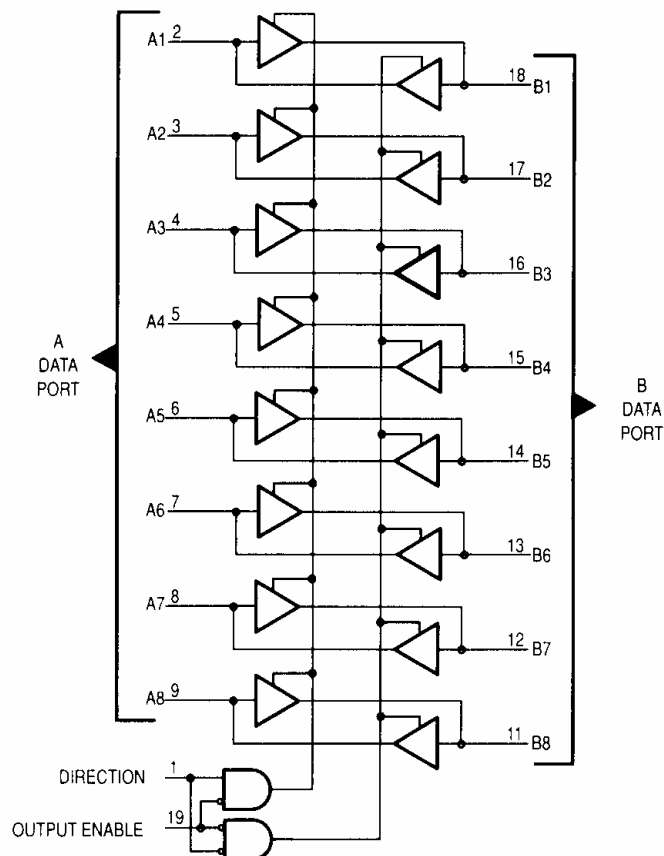 A1 2
18 B1
A2 3
17 B2
A3 4
16 B3
A4 5
15 B4
A
DATA
PORT
B
DATA
PORT
A5 6
14 B5
A6 7
13 B6
A7 8
12 B7
A8 9
11 B8
DIRECTION 1
OUTPUT ENABLE 19